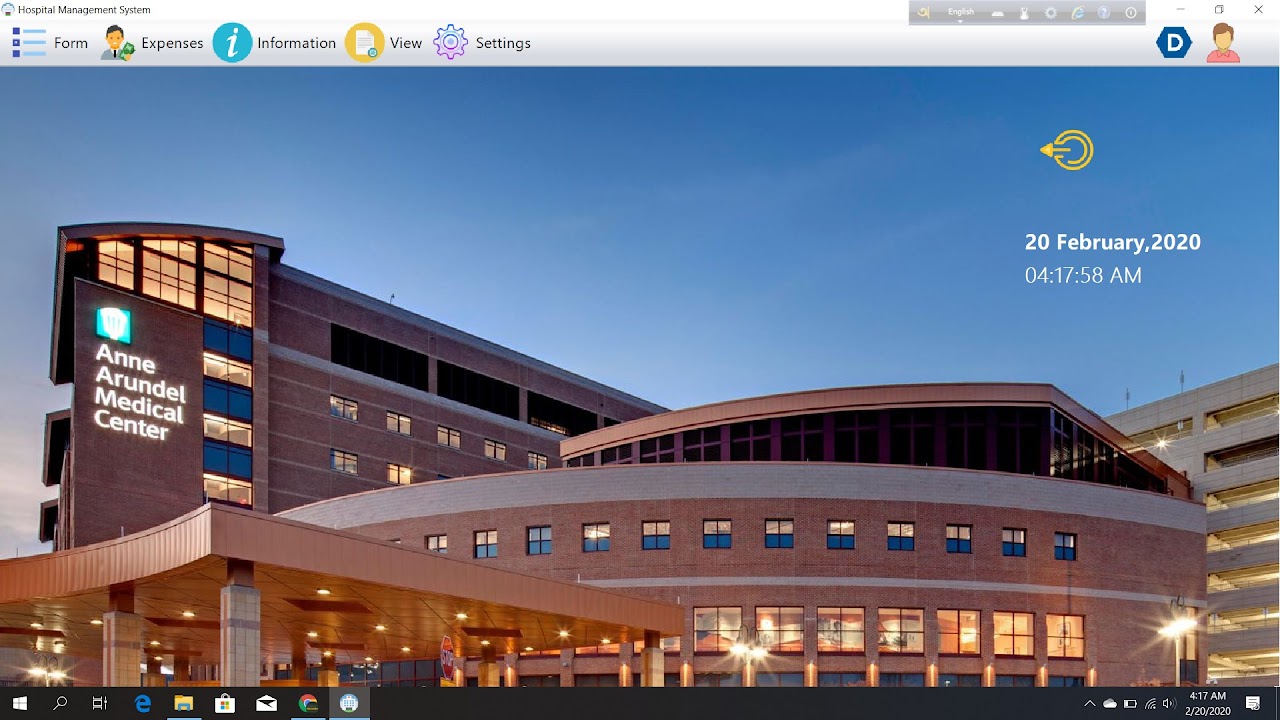 Hospital Management System
অ English
Form Expenses Information View Settings
D
20 February,2020
04:17:58 AM
Anne
Arundel
Medical
Center
4:17 AM
2/20/2020